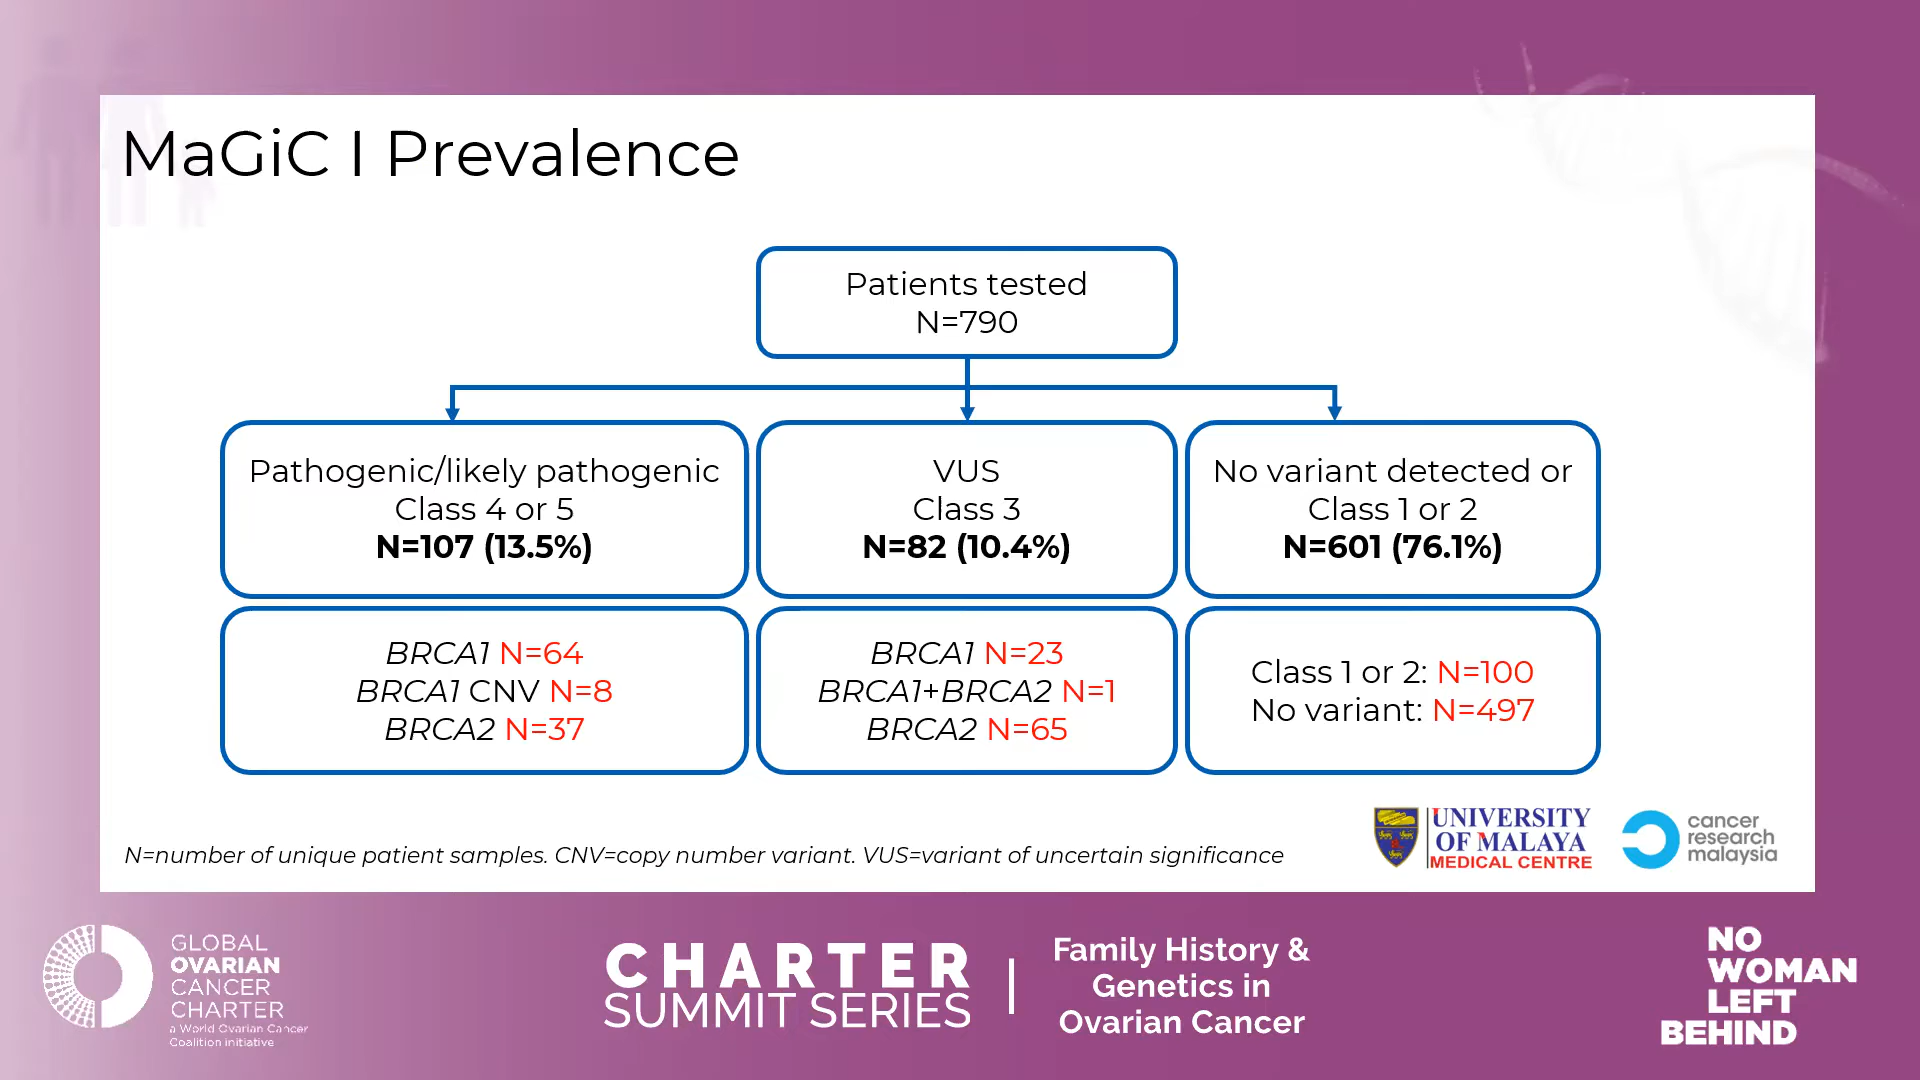 MaGiC I Prevalence
Patients tested
N=790
Pathogenic/likely pathogenic
Class 4 or 5
N=107 (13.5%)
VUS
Class 3
N=82 (10.4%)
No variant detected or
Class 1 or 2
N=601 (76.1%)
BRCA1 N=64
BRCA1 CNV N=8
BRCA2 N=37
BRCA1 N=23
BRCA1+BRCA2 N=1
BRCA2 N=65
Class 1 or 2: N=100
No variant: N=497
N=number of unique patient samples. CNV=copy number variant. VUS=variant of uncertain significance
UNIVERSITY
OF MALAYA
MEDICAL CENTRE
cancer
research
malaysia
GLOBAL
OVARIAN
CANCER
CHARTER
a World Ovarian Cancer
Coalition initiative
CHARTER
SUMMIT SERIES
Family History &
Genetics in
Ovarian Cancer
NO
WOMAN
LEFT
BEHIND